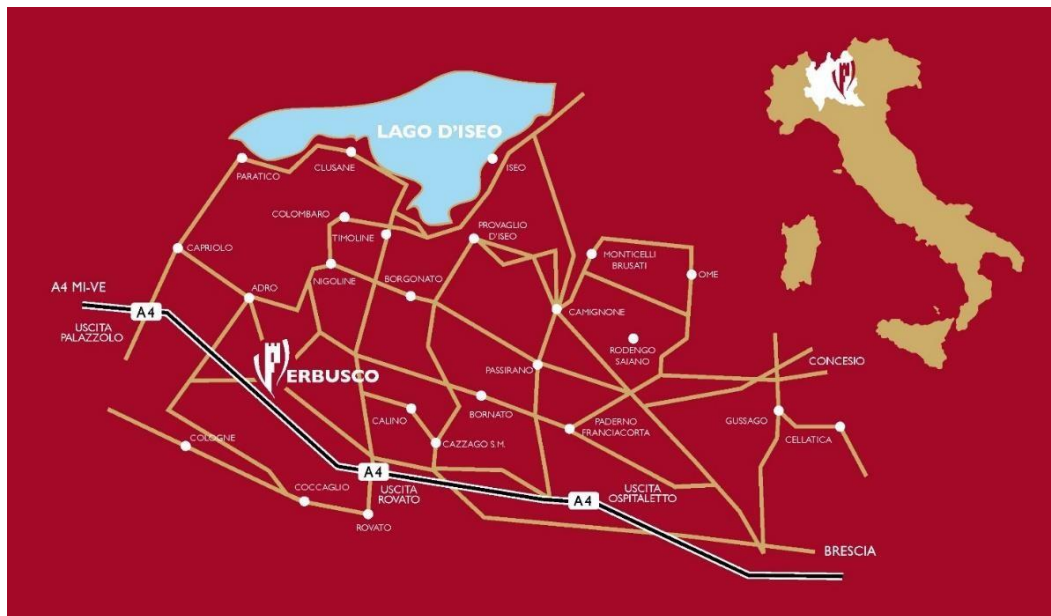 LAGO D'ISEO
PARATICO
CLUSANE
ISEO
COLOMBARO
TIMOLINE
PROVAGLIO
D'ISEO
CAPRIOLO
MONTICELLI
BRUSATI
OME
NIGOLINE
BORGONATO
ADRO
A4 MI-VE
A4
USCITA
PALAZZOLO
CAMIGNONE
RODENGO
SAIANO
CONCESIO
ERBUSCO
PASSIRANO
BORNATO
CALINO
PADERNO
FRANCIACORTA
GUSSAGO
CELLATICA
COLOGNE
CAZZAGO S.M.
A4
USCITA
ROVATO
COCCAGLIO
ROVATO
A4
USCITA
OSPITALETTO
BRESCIA